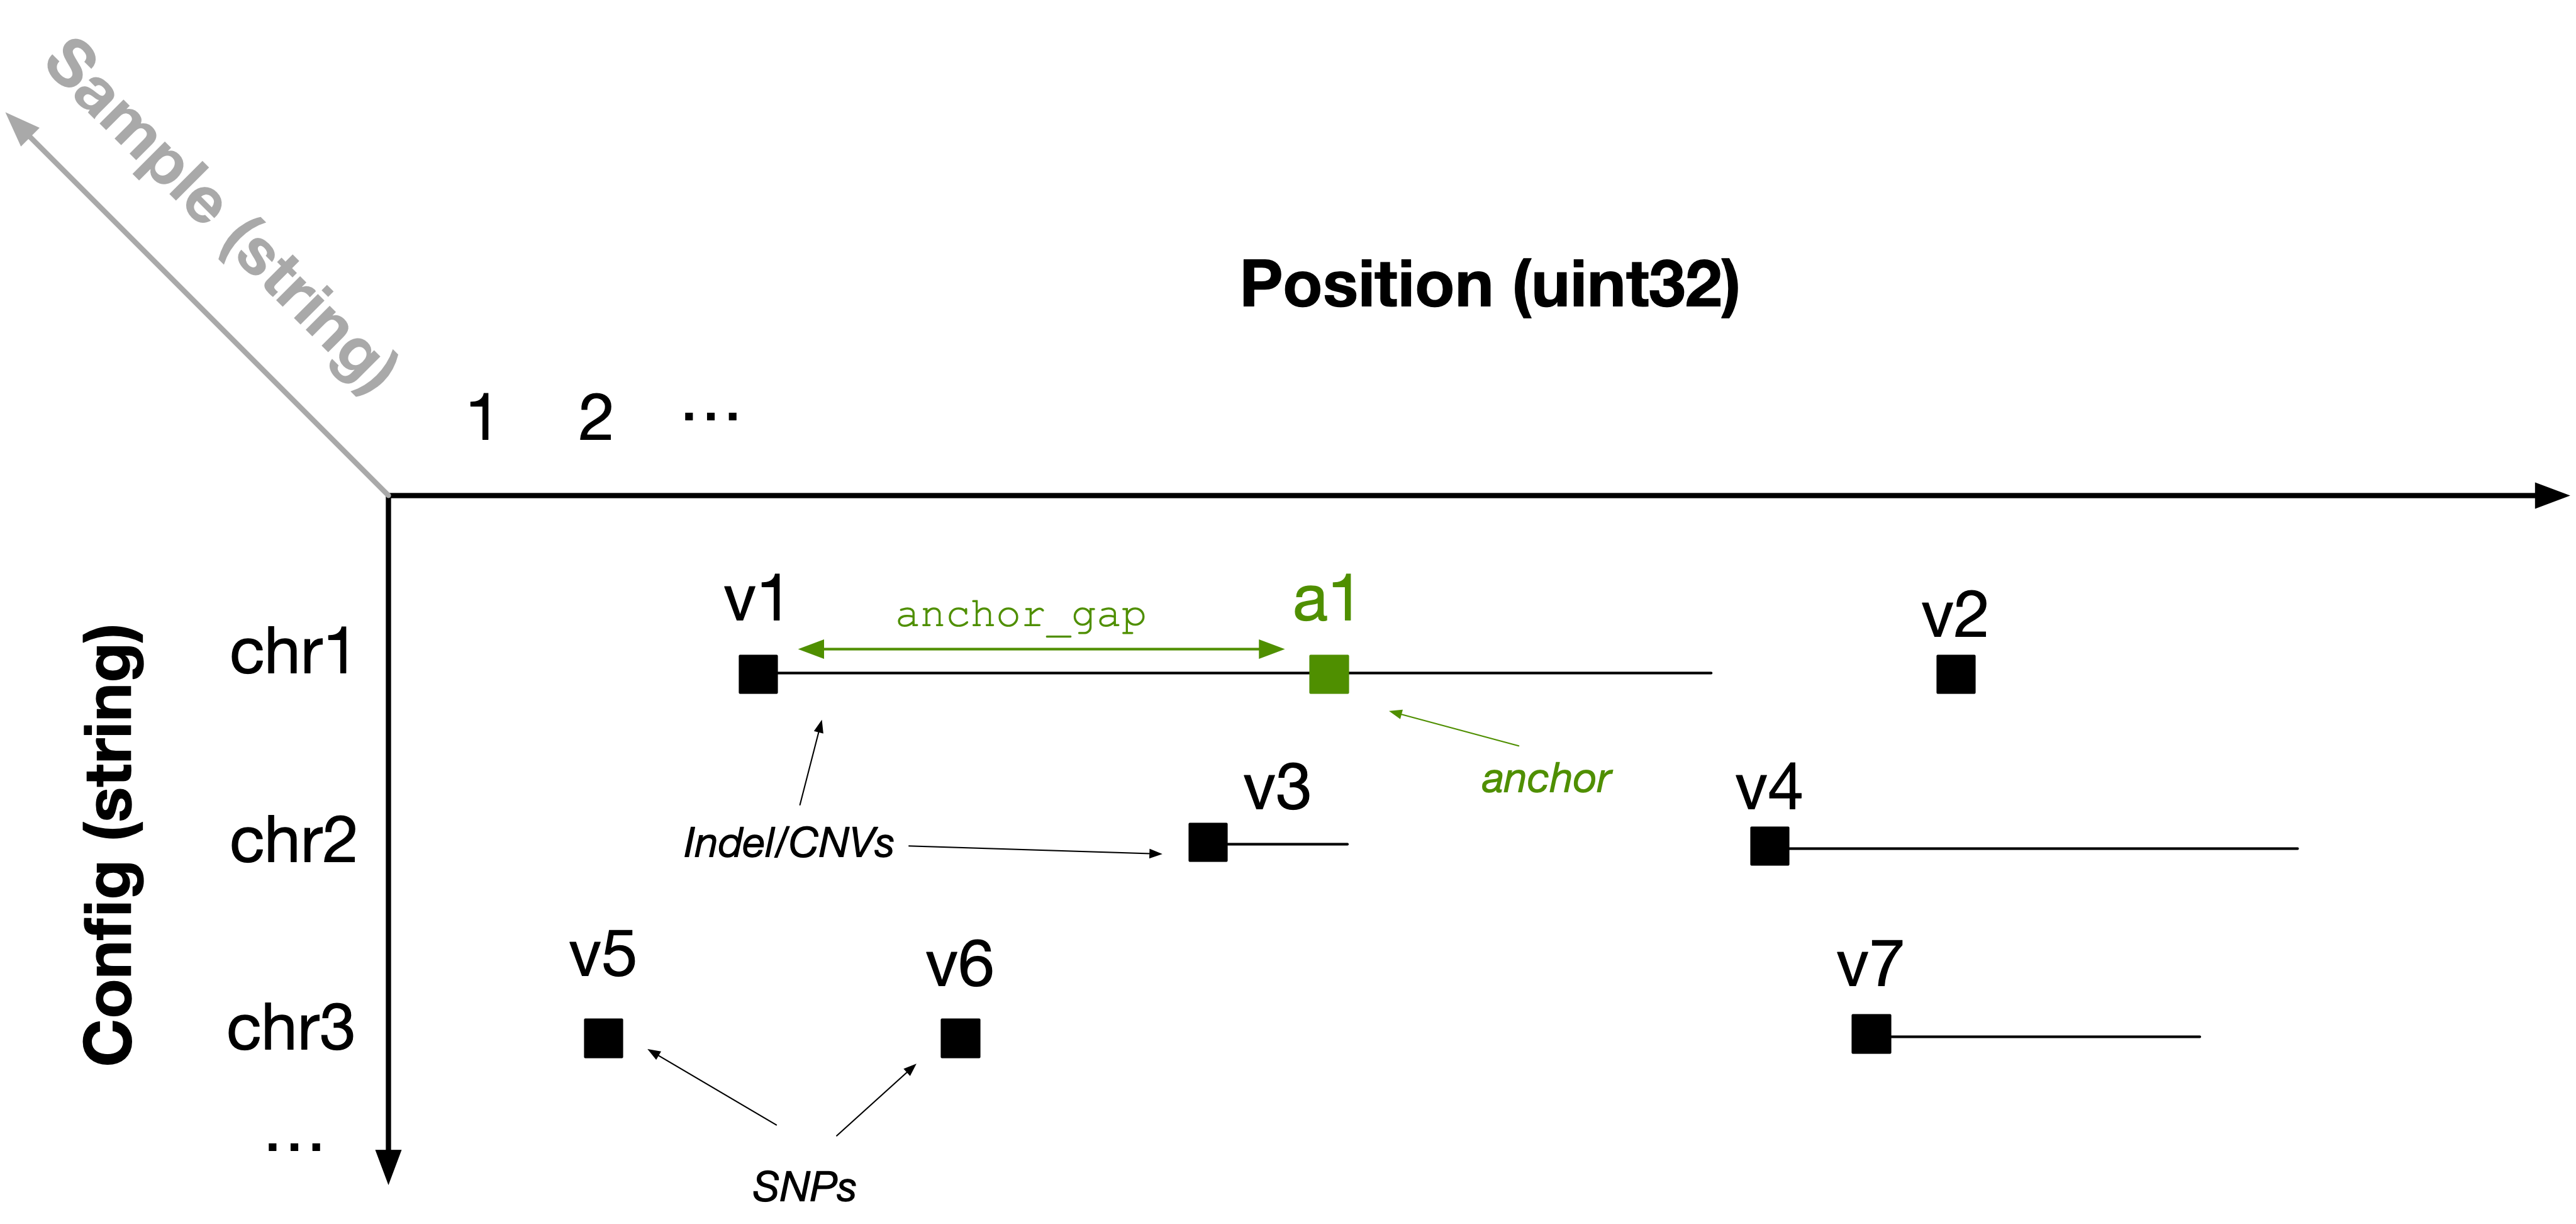 Sample (string)
Position (uint32)
1 2 ...
Config (string)
v1 anchor_gap a1 v2
chr1
anchor
v3 v4
chr2
Indel/CNVs
v5 v6 v7
chr3
...
SNPs